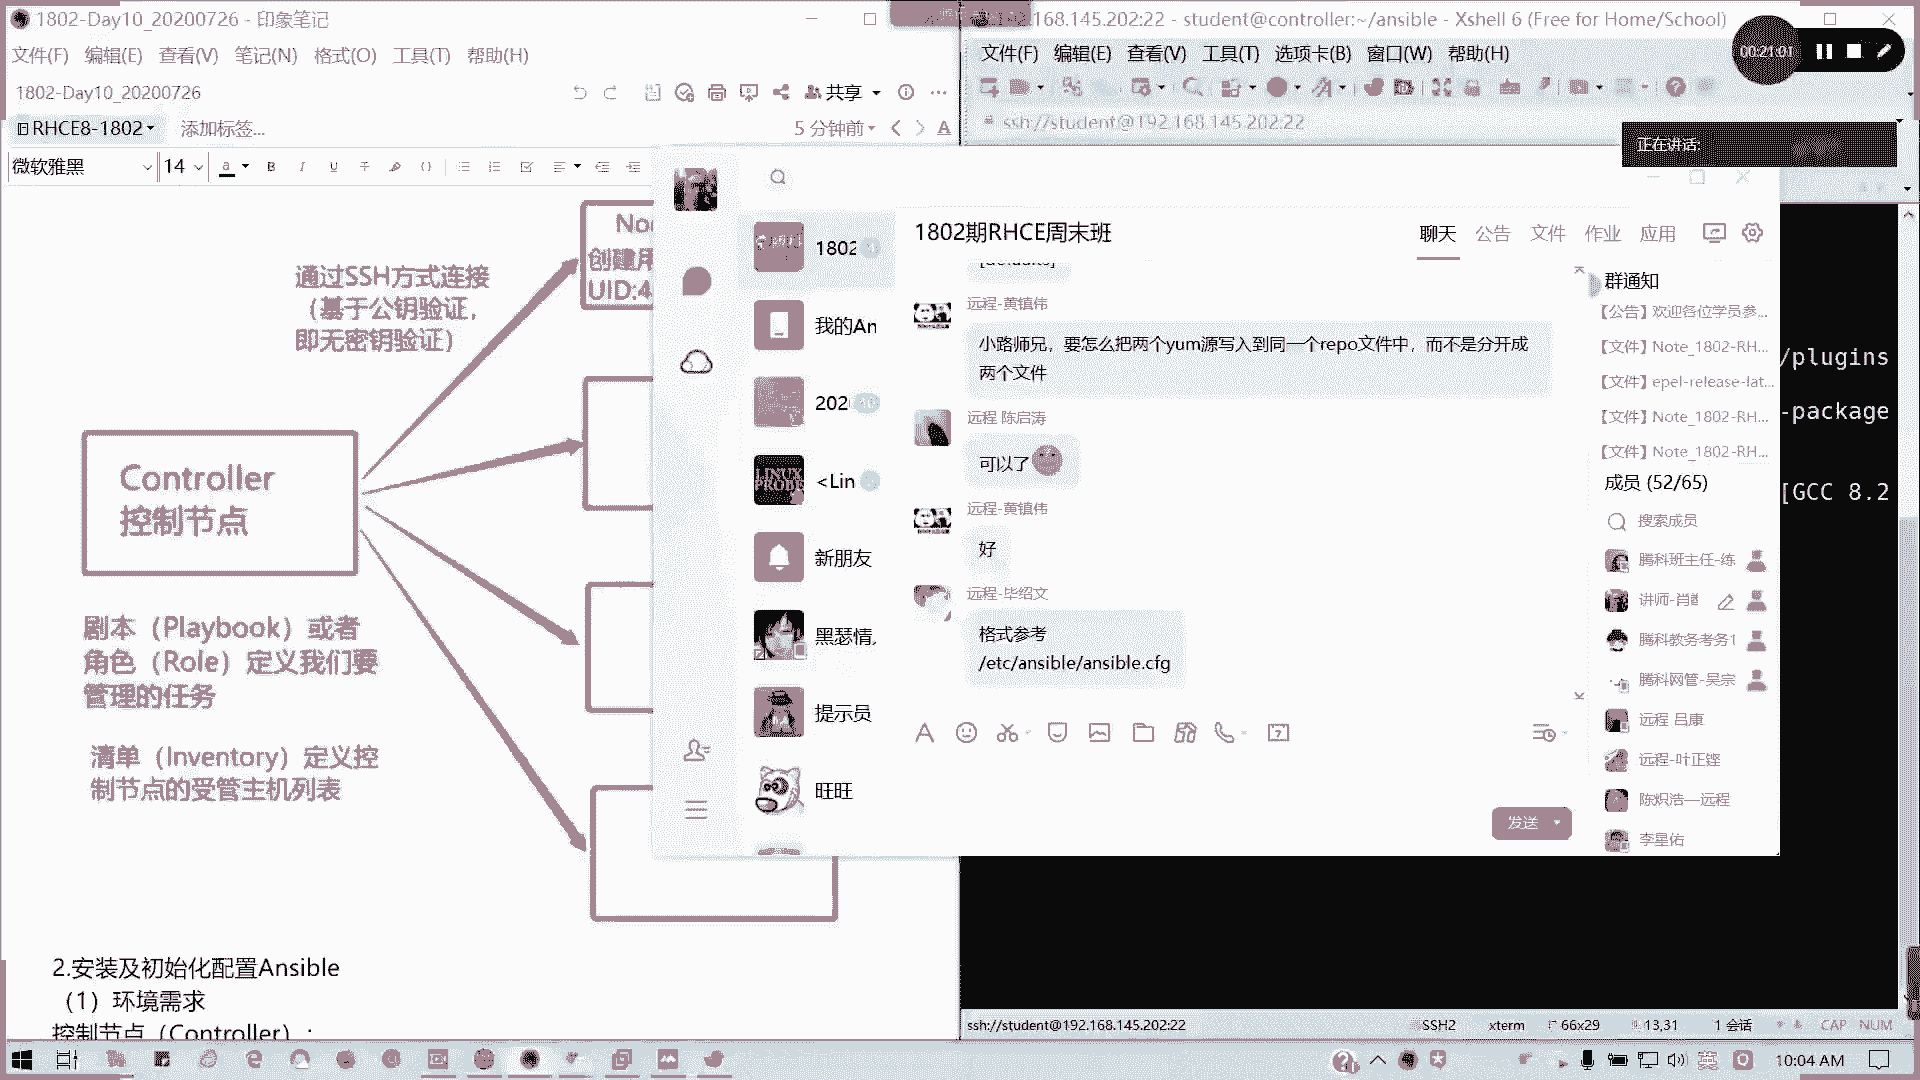 1802-Day10_20200726 - 印象笔记
文件(F) 编辑(E) 查看(V) 笔记(N) 格式(O) 工具(T) 帮助(H)
1802-Day10_20200726
共享
RHCE8-1802
添加标签...
5 分钟前
微软雅黑
14
通过SSH方式连接
（基于公钥验证，
即无密钥验证）
创建用
UID:4
Controller
控制节点
剧本（Playbook）或者
角色（Role）定义我们要
管理的任务
清单（Inventory）定义控
制节点的受管主机列表
2.安装及初始化配置Ansible
（1）环境需求
控制节点（Controller）:
.168.145.202:22 - student@controller:~/ansible - Xshell 6 (Free for Home/School)
文件(F) 编辑(E) 查看(V) 工具(T) 选项卡(B) 窗口(W) 帮助(H)
00:21:01
ssh://student@192.168.145.202:22
正在讲话:
/plugins
-package
[GCC 8.2
1802
我的An
202
<Lin
新朋友
黑瑟情.
提示员
旺旺
1802期RHCE周末班
聊天 公告 文件 作业 应用
[defaults]
远程-黄镇伟
小路师兄，要怎么把两个yum源写入到同一个repo文件中，而不是分开成
两个文件
远程 陈启涛
可以了
远程-黄镇伟
好
远程-毕绍文
格式参考
/etc/ansible/ansible.cfg
发送
群通知
【公告】欢迎各位学员参...
【文件】Note_1802-RH...
【文件】epel-release-lat...
【文件】Note_1802-RH...
【文件】Note_1802-RH...
成员 (52/65)
搜索成员
腾科班主任-练
讲师-肖
腾科教务考务1
腾科网管-吴宗
远程 吕康
远程-叶正铿
陈炽浩—远程
李星佑
ssh://student@192.168.145.202:22
SSH2 xterm 66x29 13,31 1 会话 CAP NUM
英
10:04 AM